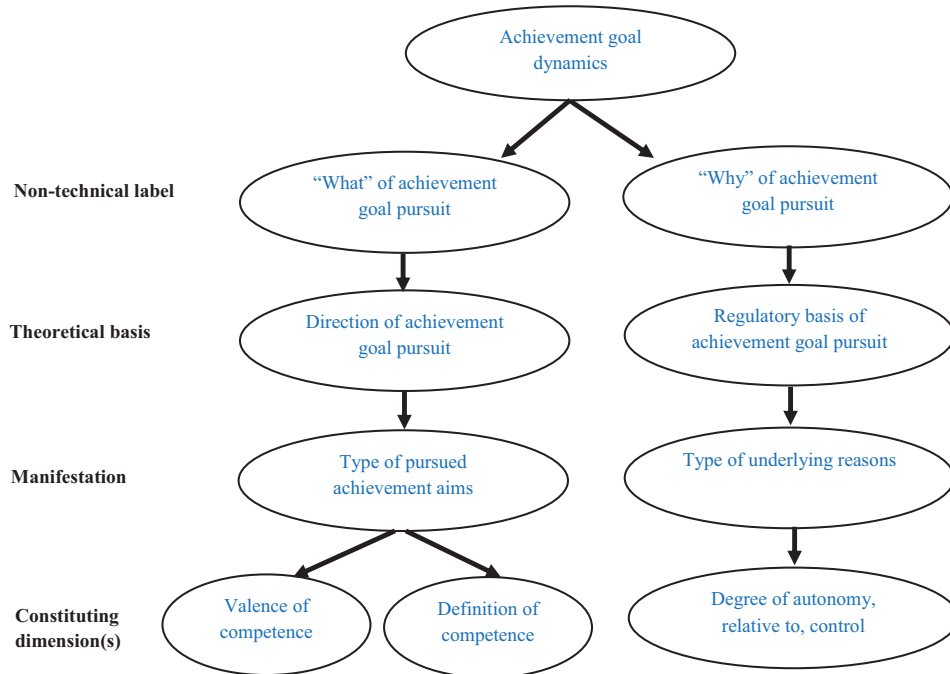 Achievement goal
dynamics
Non-technical label
“What” of achievement
goal pursuit
“Why” of achievement
goal pursuit
Theoretical basis
Direction of achievement
goal pursuit
Regulatory basis of
achievement goal pursuit
Manifestation
Type of pursued
achievement aims
Type of underlying reasons
Constituting
dimension(s)
Valence of
competence
Definition of
competence
Degree of autonomy,
relative to, control